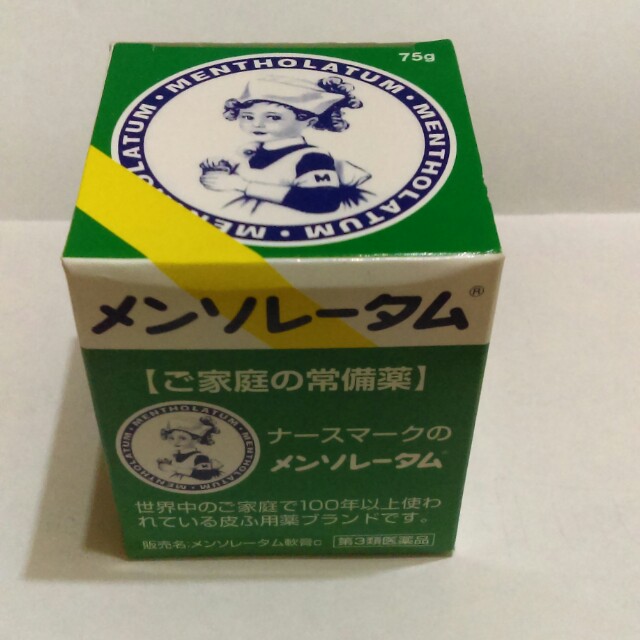 75g
MENTHOLATUM・MENTHOLATUM・MENTHOLATUM・
M
メンソレータム®
【ご家庭の常備薬】
MENTHOLATUM・MENTHOLATUM・MENTHOLATUM・
ナースマークの
メンソレータム
世界中のご家庭で100年以上使わ
れている皮ふ用薬ブランドです。
販売名.メンソレータム軟膏c 第3類医薬品